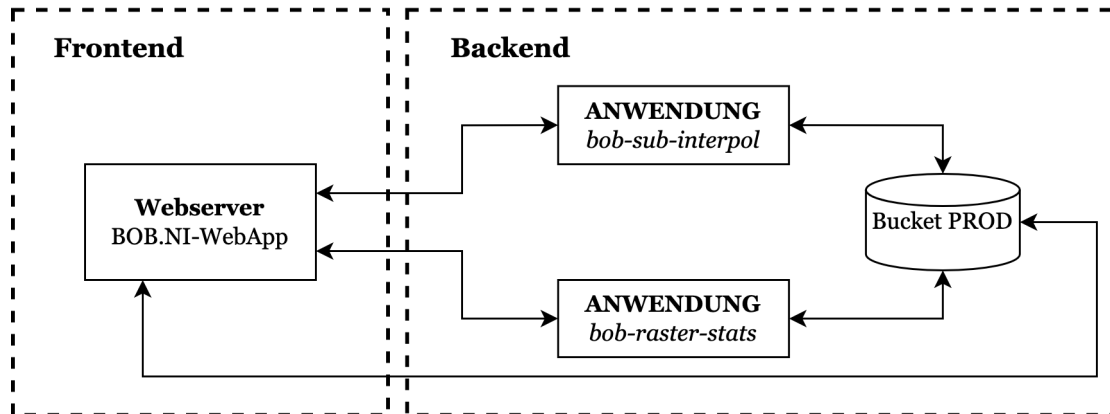 Frontend
Backend
ANWENDUNG
bob-sub-interpol
Webserver
BOB.NI-WebApp
Bucket PROD
ANWENDUNG
bob-raster-stats